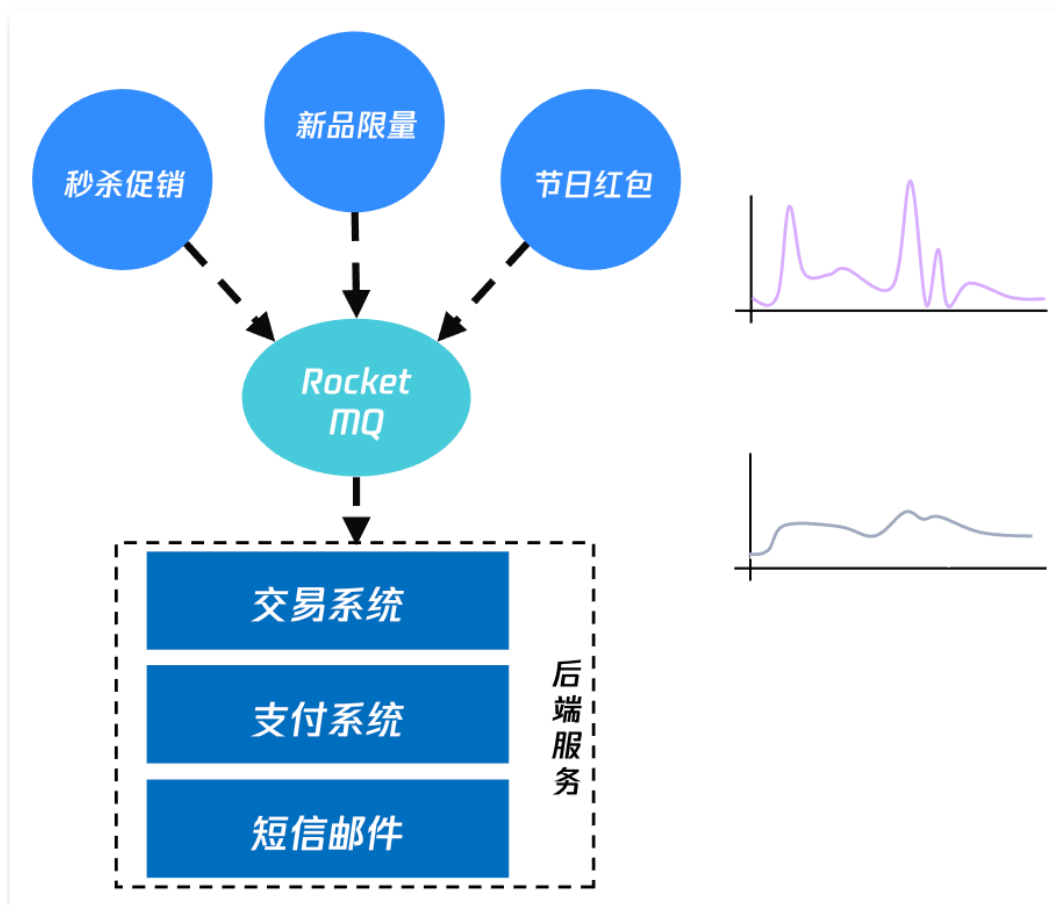 新品限量
秒杀促销
节日红包
Rocket
MQ
交易系统
支付系统
短信邮件
后端服务